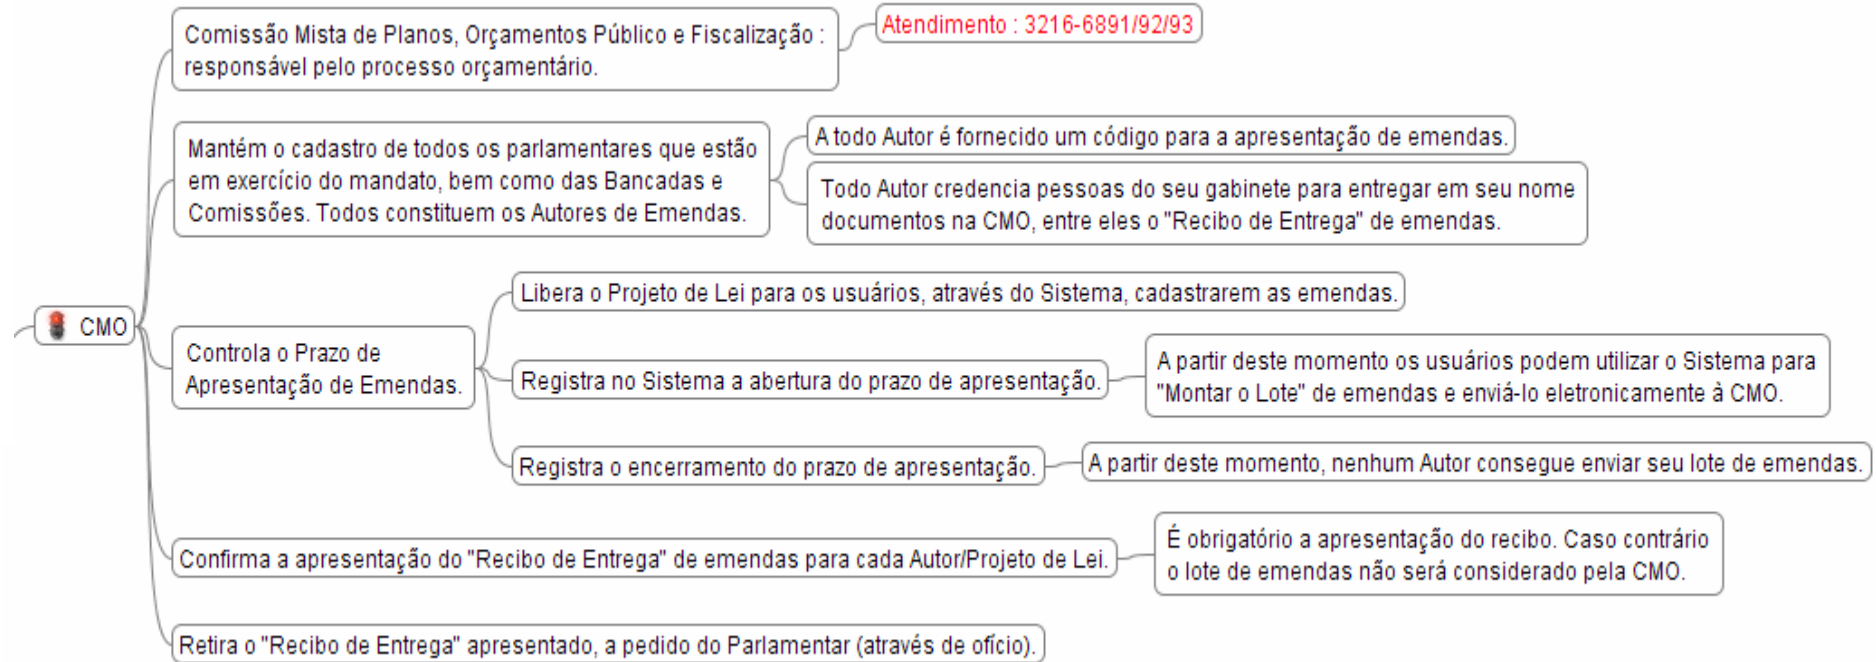 Comissão Mista de Planos, Orçamentos Público e Fiscalização :
responsável pelo processo orçamentário.
Atendimento : 3216-6891/92/93
Mantém o cadastro de todos os parlamentares que estão
em exercício do mandato, bem como das Bancadas e
Comissões. Todos constituem os Autores de Emendas.
A todo Autor é fornecido um código para a apresentação de emendas.
Todo Autor credencia pessoas do seu gabinete para entregar em seu nome
documentos na CMO, entre eles o "Recibo de Entrega" de emendas.
CMO
Controla o Prazo de
Apresentação de Emendas.
Libera o Projeto de Lei para os usuários, através do Sistema, cadastrarem as emendas.
Registra no Sistema a abertura do prazo de apresentação.
A partir deste momento os usuários podem utilizar o Sistema para
"Montar o Lote" de emendas e enviá-lo eletronicamente à CMO.
Registra o encerramento do prazo de apresentação.
A partir deste momento, nenhum Autor consegue enviar seu lote de emendas.
Confirma a apresentação do "Recibo de Entrega" de emendas para cada Autor/Projeto de Lei.
É obrigatório a apresentação do recibo. Caso contrário
o lote de emendas não será considerado pela CMO.
Retira o "Recibo de Entrega" apresentado, a pedido do Parlamentar (através de ofício).